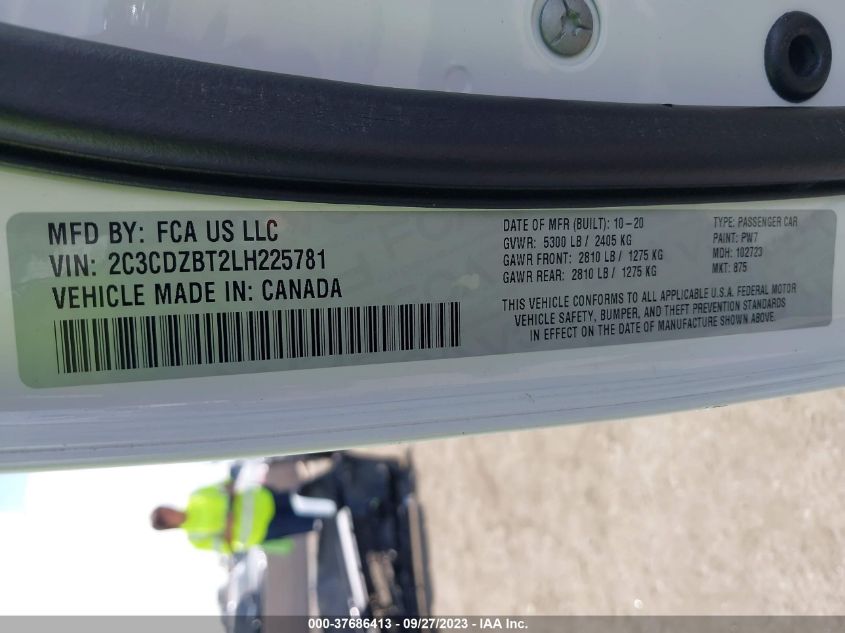 MFD BY: FCA US LLC
VIN: 2C3CDZBT2LH225781
VEHICLE MADE IN: CANADA
DATE OF MFR (BUILT): 10-20
GVWR: 5300 LB / 2405 KG
GAWR FRONT: 2810 LB / 1275 KG
GAWR REAR: 2810 LB / 1275 KG
TYPE: PASSENGER CAR
PAINT: PW7
MDH: 102723
MKT: 875
THIS VEHICLE CONFORMS TO ALL APPLICABLE U.S.A. FEDERAL MOTOR
VEHICLE SAFETY, BUMPER, AND THEFT PREVENTION STANDARDS
IN EFFECT ON THE DATE OF MANUFACTURE SHOWN ABOVE.
000-37686413 - 09/27/2023 - IAA Inc.